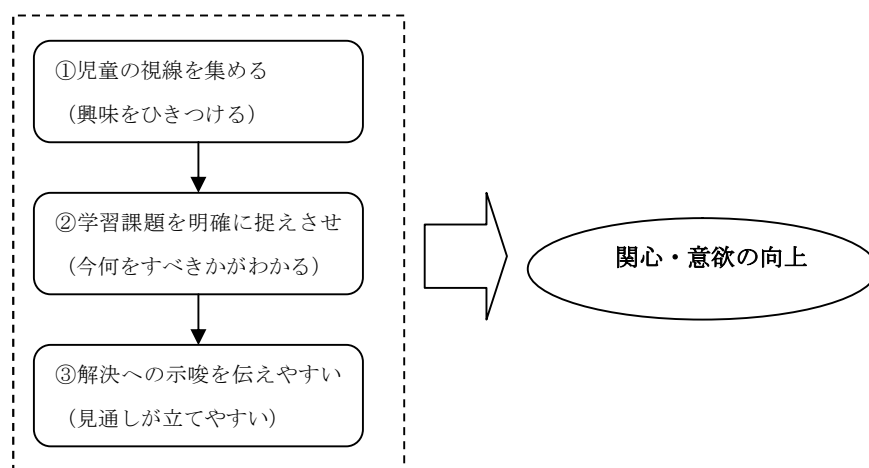 ①児童の視線を集める
（興味をひきつける）
②学習課題を明確に捉えさせ
（今何をすべきかがわかる）
③解決への示唆を伝えやすい
（見通しが立てやすい）
関心・意欲の向上